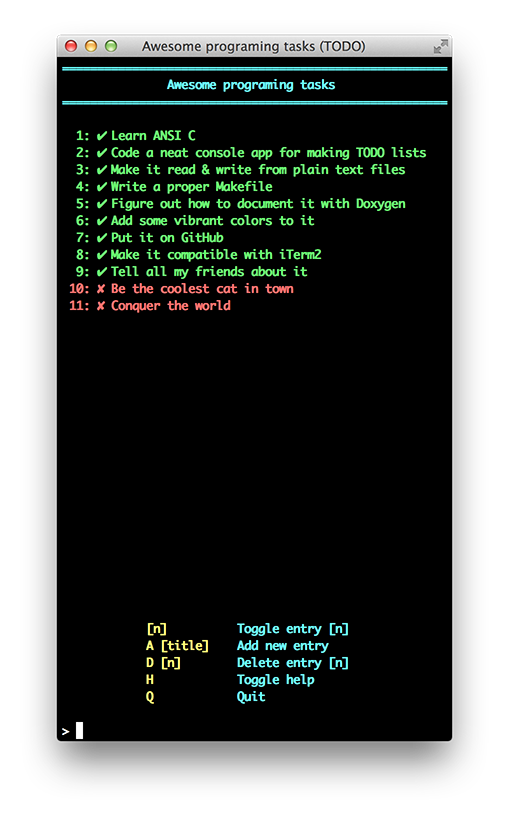 Awesome programing tasks (TODO)
Awesome programing tasks
1: ✔ Learn ANSI C
2: ✔ Code a neat console app for making TODO lists
3: ✔ Make it read & write from plain text files
4: ✔ Write a proper Makefile
5: ✔ Figure out how to document it with Doxygen
6: ✔ Add some vibrant colors to it
7: ✔ Put it on GitHub
8: ✔ Make it compatible with iTerm2
9: ✔ Tell all my friends about it
10: ✘ Be the coolest cat in town
11: ✘ Conquer the world
[n] Toggle entry [n]
A [title] Add new entry
D [n] Delete entry [n]
H Toggle help
Q Quit
>